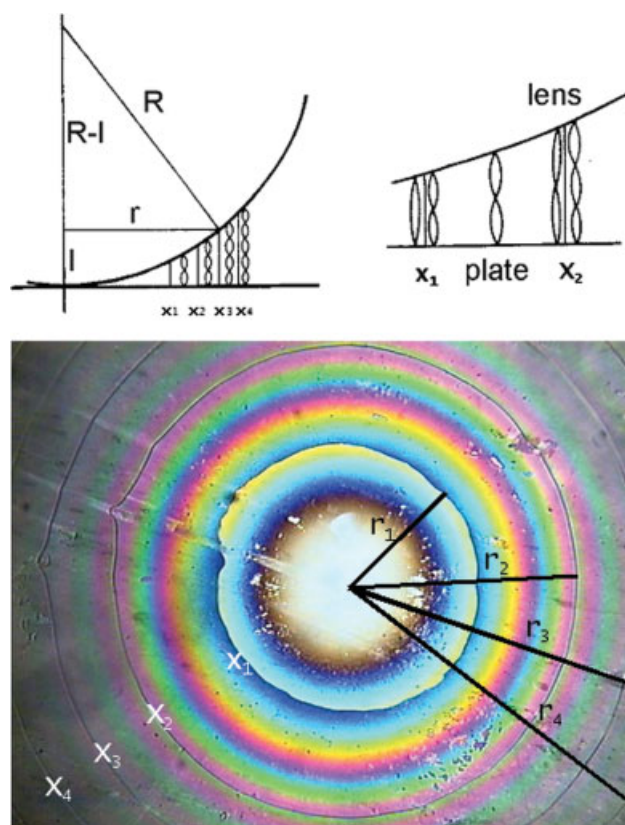 R
R-l
r
l
x₁ x₂ x₃ x₄
lens
x₁ plate x₂
r₁
r₂
r₃
r₄
x₁
x₂
x₃
x₄